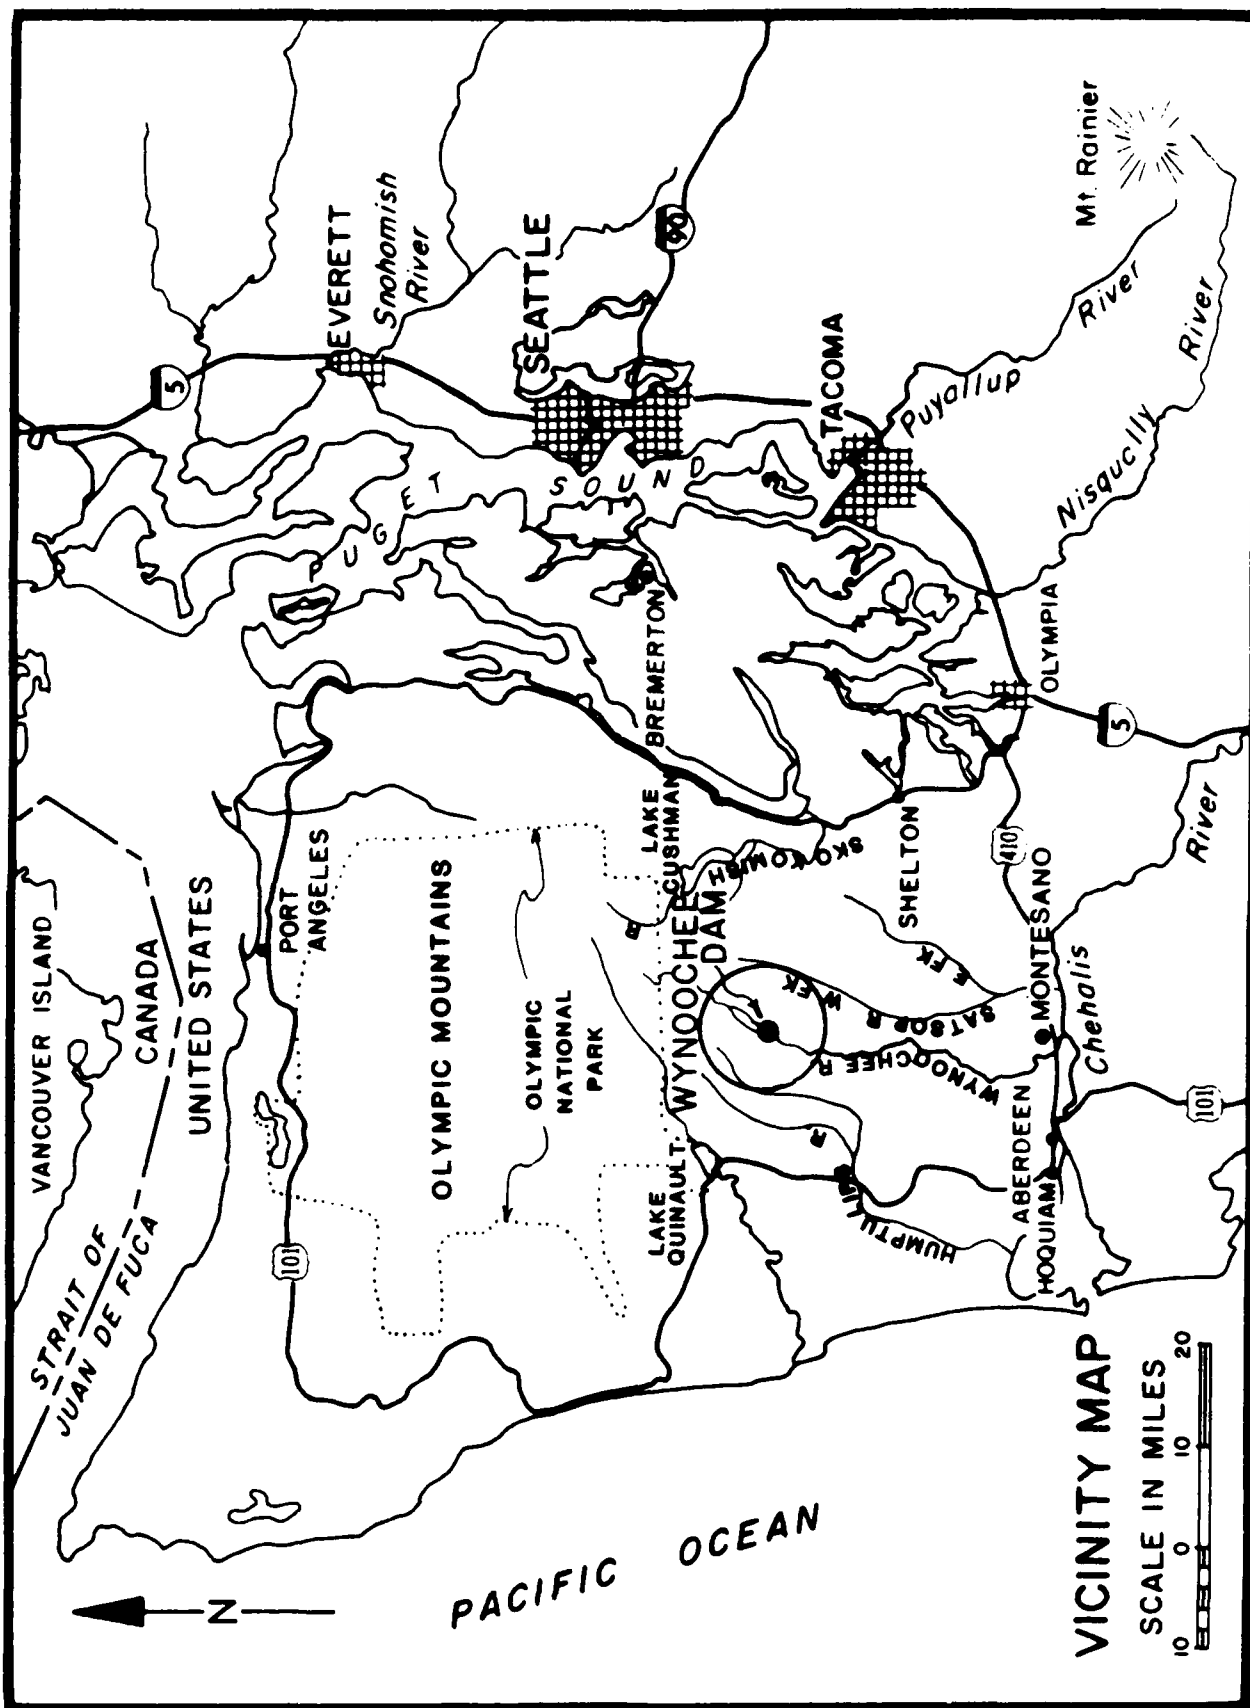 VANCOUVER ISLAND
CANADA
UNITED STATES
STRAIT OF
JUAN DE FUCA
PORT
ANGELES
101
OLYMPIC MOUNTAINS
OLYMPIC
NATIONAL
PARK
5
EVERETT
Snohomish
River
PUGET
SOUND
SEATTLE
90
BREMERTON
LAKE
CUSHMAN
SKOKOMISH
R
WYNOOCHEE
DAM
LAKE
QUINAULT
HUMPTULIPS
R
WYNOOCHEE R
SATSOP R
W FK
E FK
SHELTON
TACOMA
Puyallup
River
Mt. Rainier
Nisqually
River
OLYMPIA
5
410
MONTESANO
Chehalis
River
ABERDEEN
HOQUIAM
101
PACIFIC OCEAN
N
VICINITY MAP
SCALE IN MILES
10 0 10 20